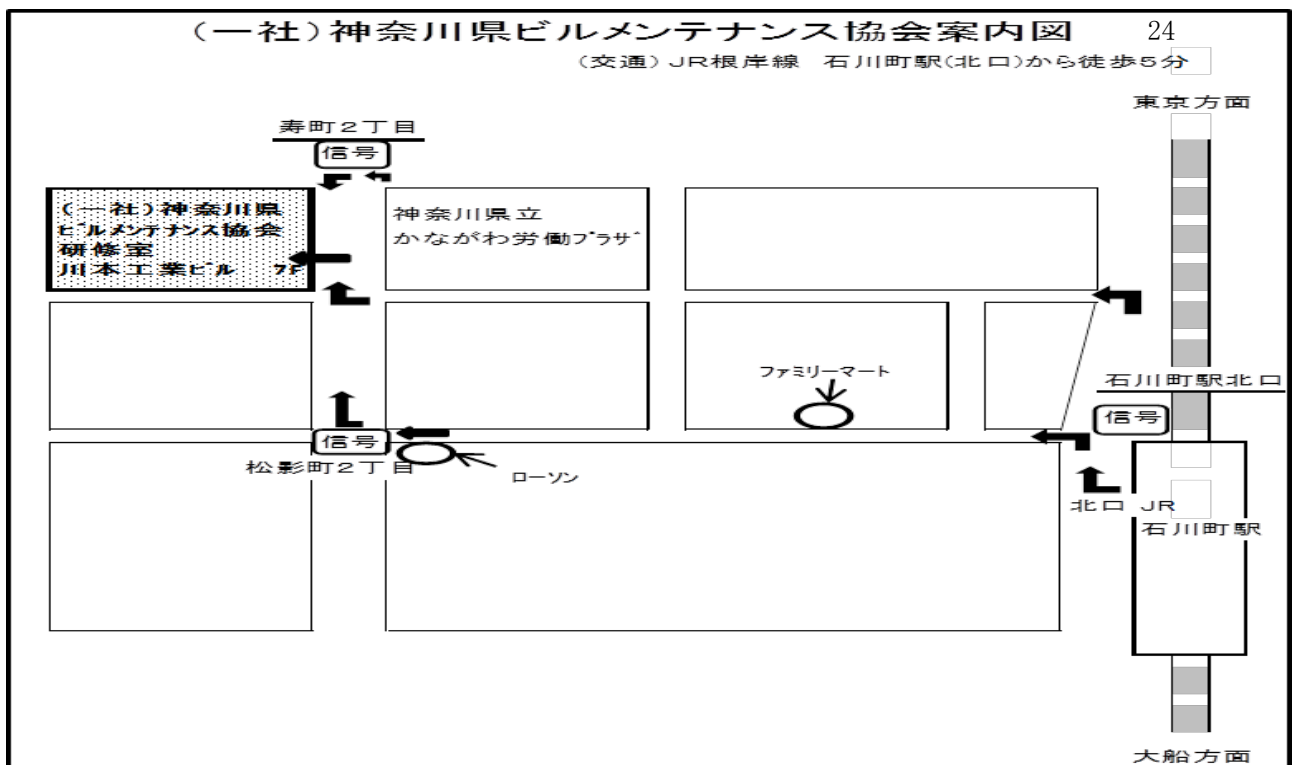 (一社)神奈川県ビルメンテナンス協会案内図 24
(交通) JR根岸線 石川町駅(北口)から徒歩5分
東京方面
寿町2丁目
信号
(一社)神奈川県
ビルメンテナンス協会
研修室
川本工業ビル 7F
神奈川県立
かながわ労働プラザ
ファミリーマート
石川町駅北口
信号
信号
松影町2丁目
ローソン
北口 JR
石川町駅
大船方面